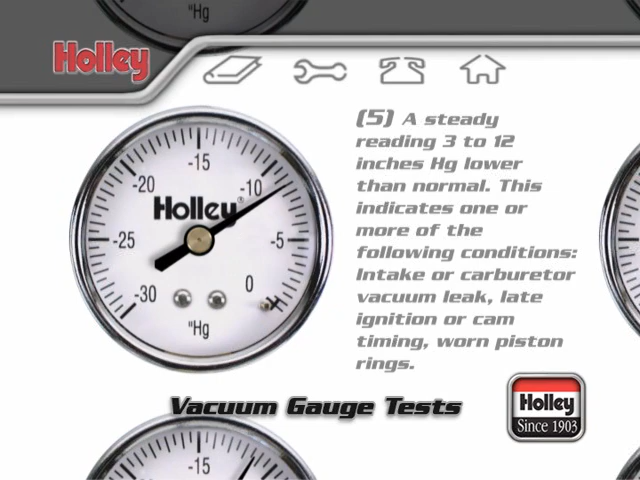 "Hg
Holley
(5) A steady
reading 3 to 12
inches Hg lower
than normal. This
indicates one or
more of the
following conditions:
Intake or carburetor
vacuum leak, late
ignition or cam
timing, worn piston
rings.
-15
-20
-10
Holley®
-25
-5
-30
0
"Hg
Vacuum Gauge Tests
Holley
Since 1903
-15